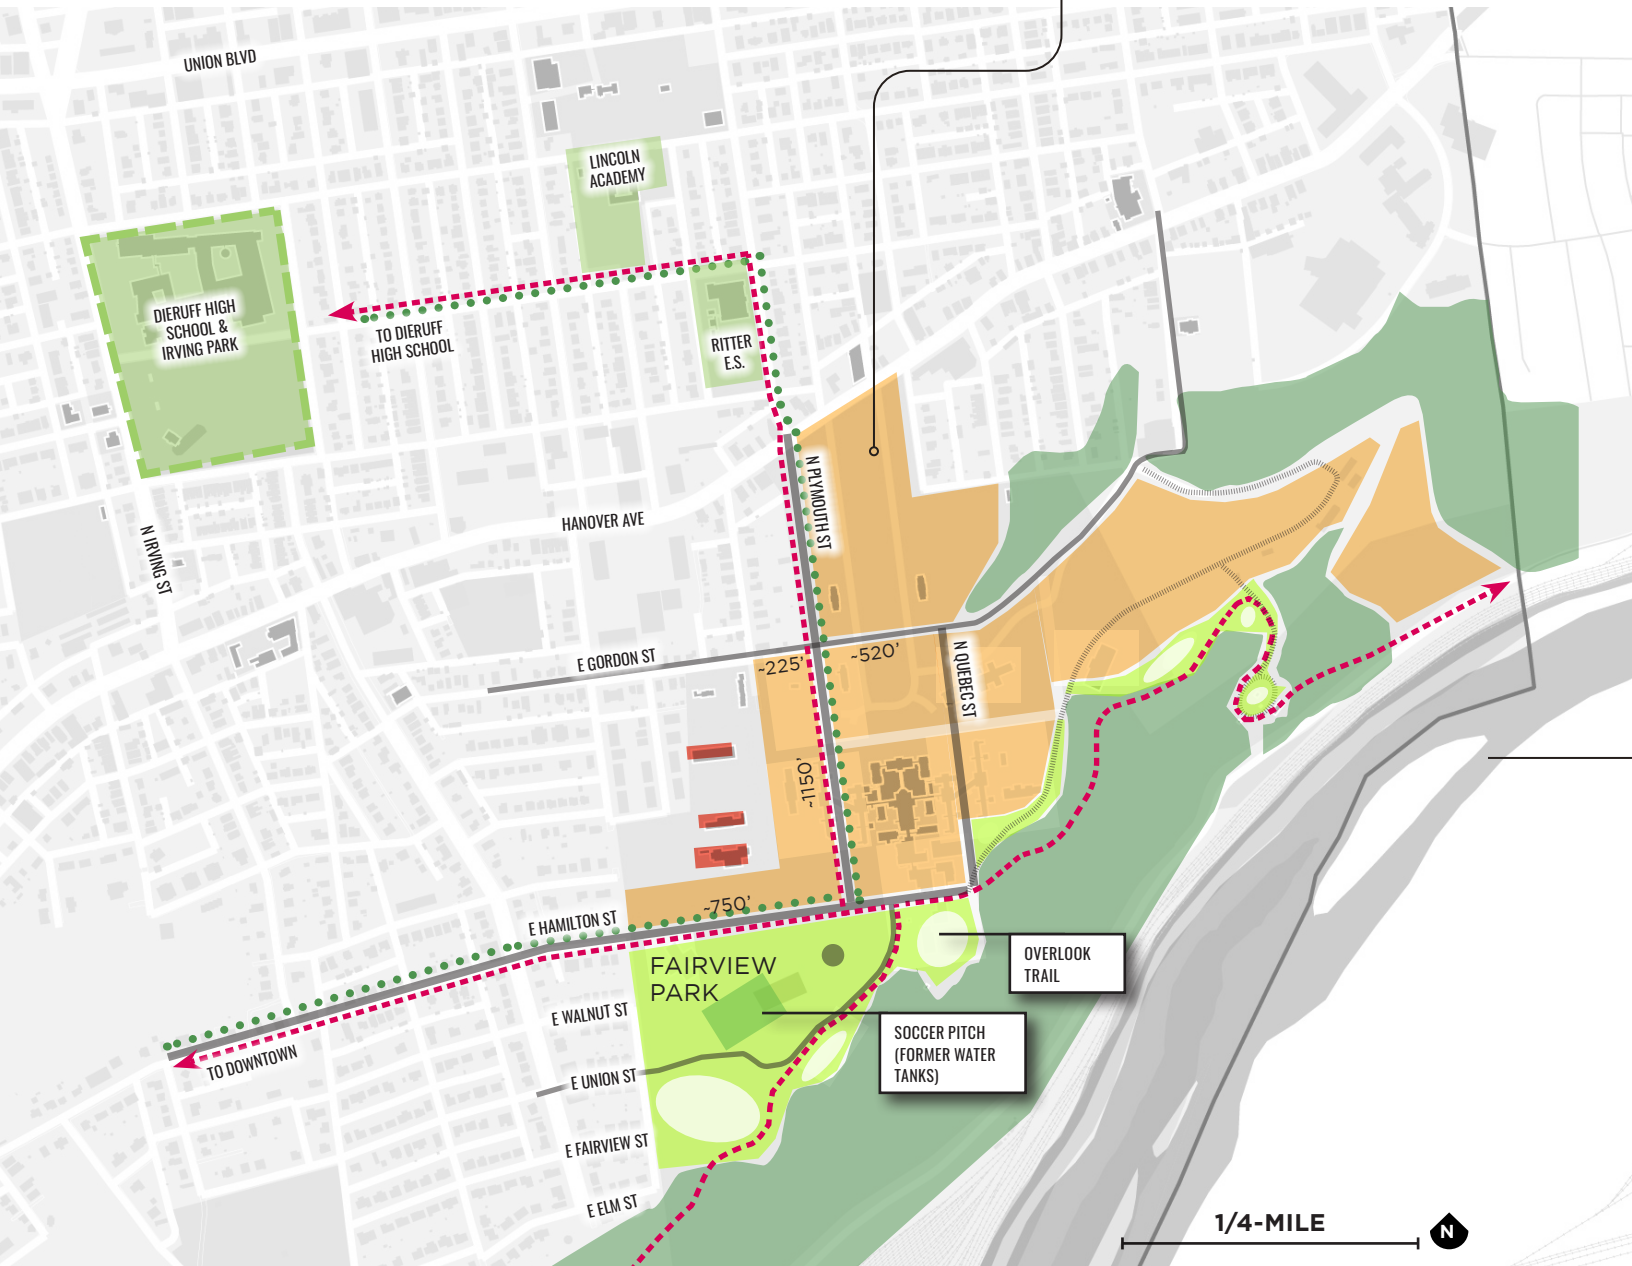 UNION BLVD
LINCOLN
ACADEMY
DIERUFF HIGH
SCHOOL &
IRVING PARK
TO DIERUFF
HIGH SCHOOL
RITTER
E.S.
N PLYMOUTH ST
HANOVER AVE
N IRVING ST
E GORDON ST
~225'
~520'
N QUEBEC ST
~1150'
~750'
E HAMILTON ST
FAIRVIEW
PARK
OVERLOOK
TRAIL
E WALNUT ST
SOCCER PITCH
(FORMER WATER
TANKS)
TO DOWNTOWN
E UNION ST
E FAIRVIEW ST
E ELM ST
1/4-MILE
N